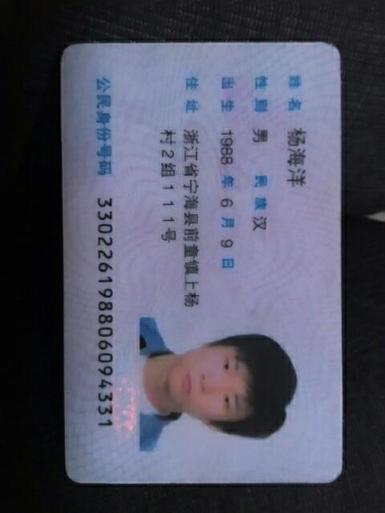 姓名 杨海洋
性别 男 民族 汉
出生 1988 年 6 月 9 日
住址 浙江省宁海县前童镇上杨
村2组111号
公民身份号码 330226198806094331